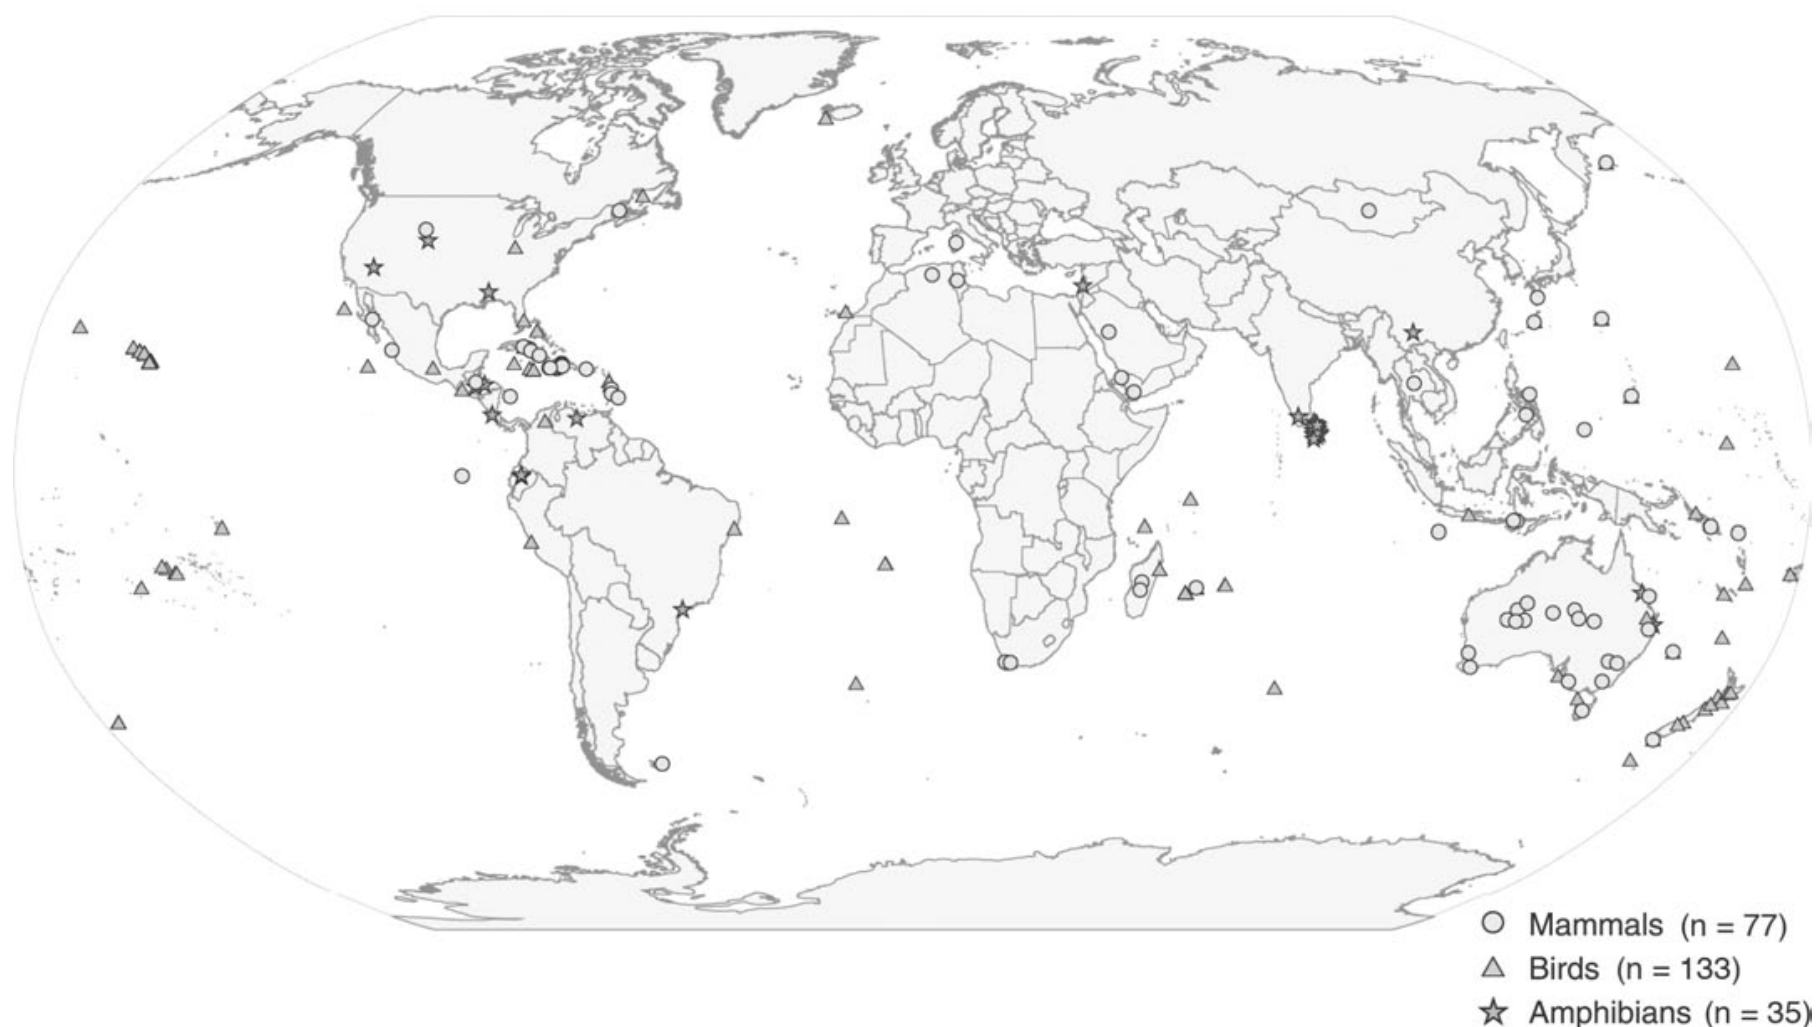 Mammals (n = 77)
Birds (n = 133)
Amphibians (n = 35)